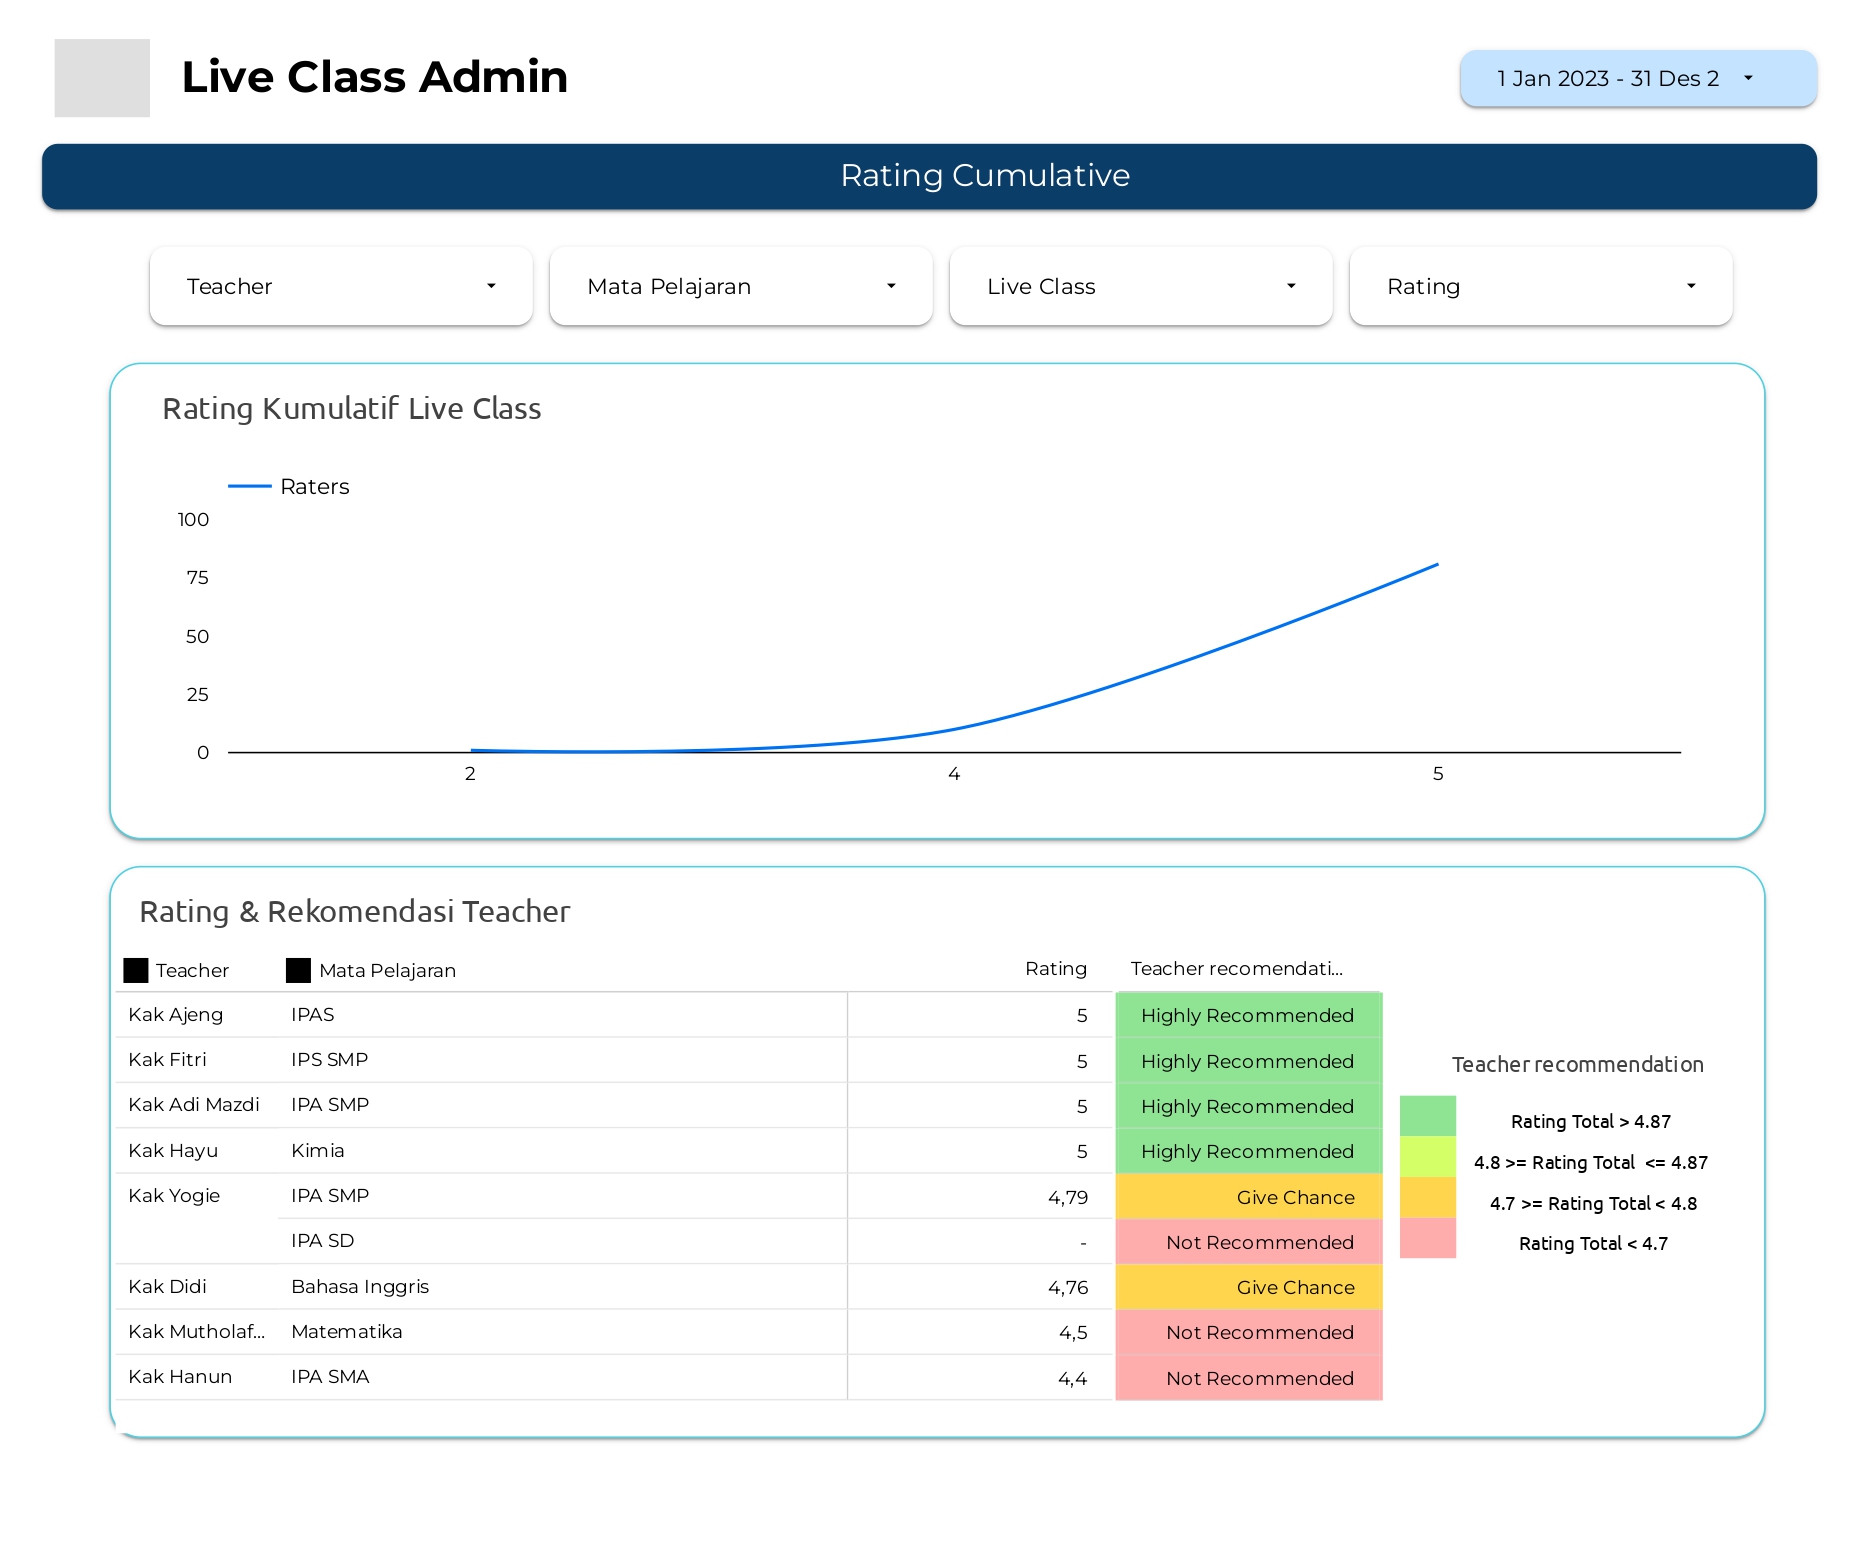 Live Class Admin
1 Jan 2023 - 31 Des 2
Rating Cumulative
Teacher
Mata Pelajaran
Live Class
Rating
Rating Kumulatif Live Class
Raters
100
75
50
25
0
2 4 5
Rating & Rekomendasi Teacher
Teacher Mata Pelajaran Rating Teacher recomendati...
Kak Ajeng IPAS 5 Highly Recommended
Kak Fitri IPS SMP 5 Highly Recommended
Kak Adi Mazdi IPA SMP 5 Highly Recommended
Kak Hayu Kimia 5 Highly Recommended
Kak Yogie IPA SMP 4,79 Give Chance
IPA SD - Not Recommended
Kak Didi Bahasa Inggris 4,76 Give Chance
Kak Mutholaf... Matematika 4,5 Not Recommended
Kak Hanun IPA SMA 4,4 Not Recommended
Teacher recommendation
Rating Total > 4.87
4.8 >= Rating Total <= 4.87
4.7 >= Rating Total < 4.8
Rating Total < 4.7